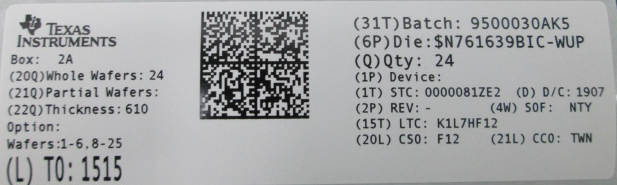 TEXAS
INSTRUMENTS
Box: 2A
(20Q)Whole Wafers: 24
(21Q)Partial Wafers:
(22Q)Thickness: 610
Option:
Wafers:1-6,8-25
(L) TO: 1515
(31T)Batch: 9500030AK5
(6P)Die:$N761639BIC-WUP
(Q)Qty: 24
(1P) Device:
(1T) STC: 0000081ZE2 (D) D/C: 1907
(2P) REV: - (4W) SOF: NTY
(15T) LTC: K1L7HF12
(20L) CSO: F12 (21L) CCO: TWN